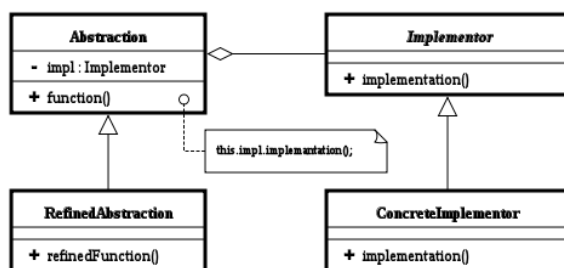 Abstraction
- impl : Implementor
+ function()
Implementor
+ implementation()
this.impl.implemantation();
RefinedAbstraction
+ refinedFunction()
ConcreteImplementor
+ implementation()